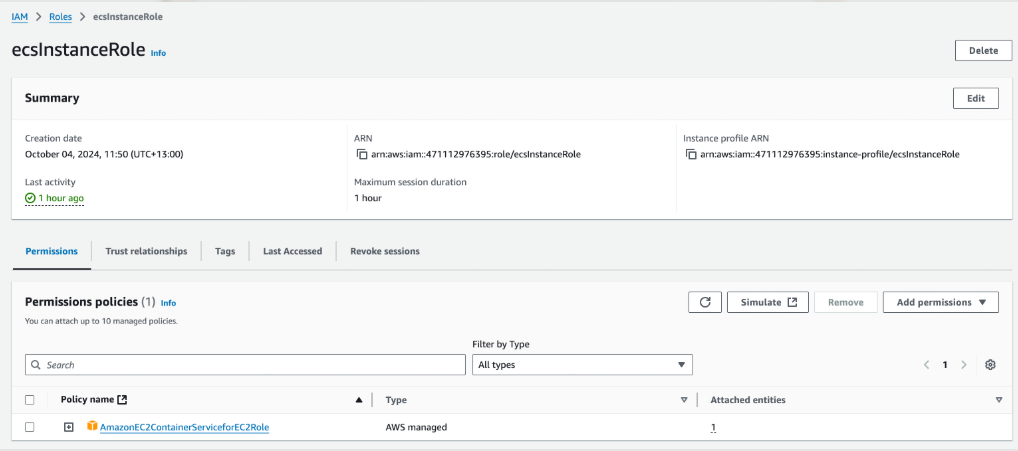 IAM > Roles > ecsInstanceRole
ecsInstanceRole Info
Delete
Summary
Edit
Creation date
October 04, 2024, 11:50 (UTC+13:00)
ARN
arn:aws:iam::471112976395:role/ecsInstanceRole
Instance profile ARN
arn:aws:iam::471112976395:instance-profile/ecsInstanceRole
Last activity
1 hour ago
Maximum session duration
1 hour
Permissions Trust relationships Tags Last Accessed Revoke sessions
Permissions policies (1) Info
You can attach up to 10 managed policies.
Simulate Remove Add permissions
Filter by Type
Search All types 1
Policy name Type Attached entities
AmazonEC2ContainerServiceforEC2Role AWS managed 1